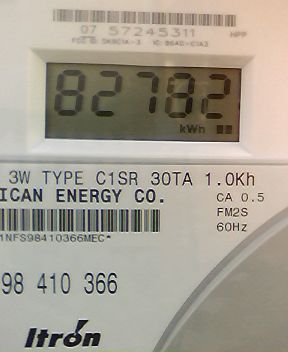 07 57245311 HPP
82782
kWh
3W TYPE C1SR 30TA 1.0Kh
ICAN ENERGY CO. CA 0.5
FM2S
1NFS98410366MEC* 60Hz
98 410 366
Itron